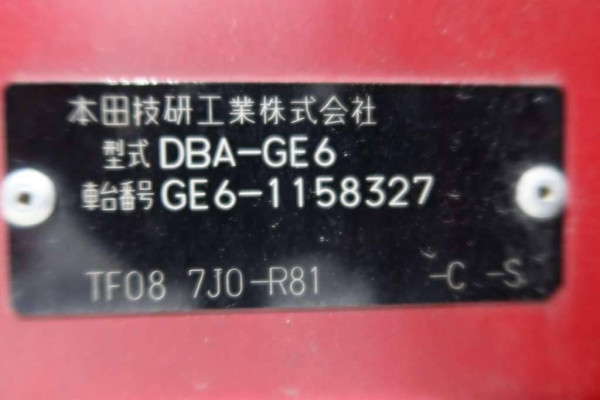 本田技研工業株式会社
型式 DBA-GE6
車台番号 GE6-1158327
TF08 7J0-R81 -C -S